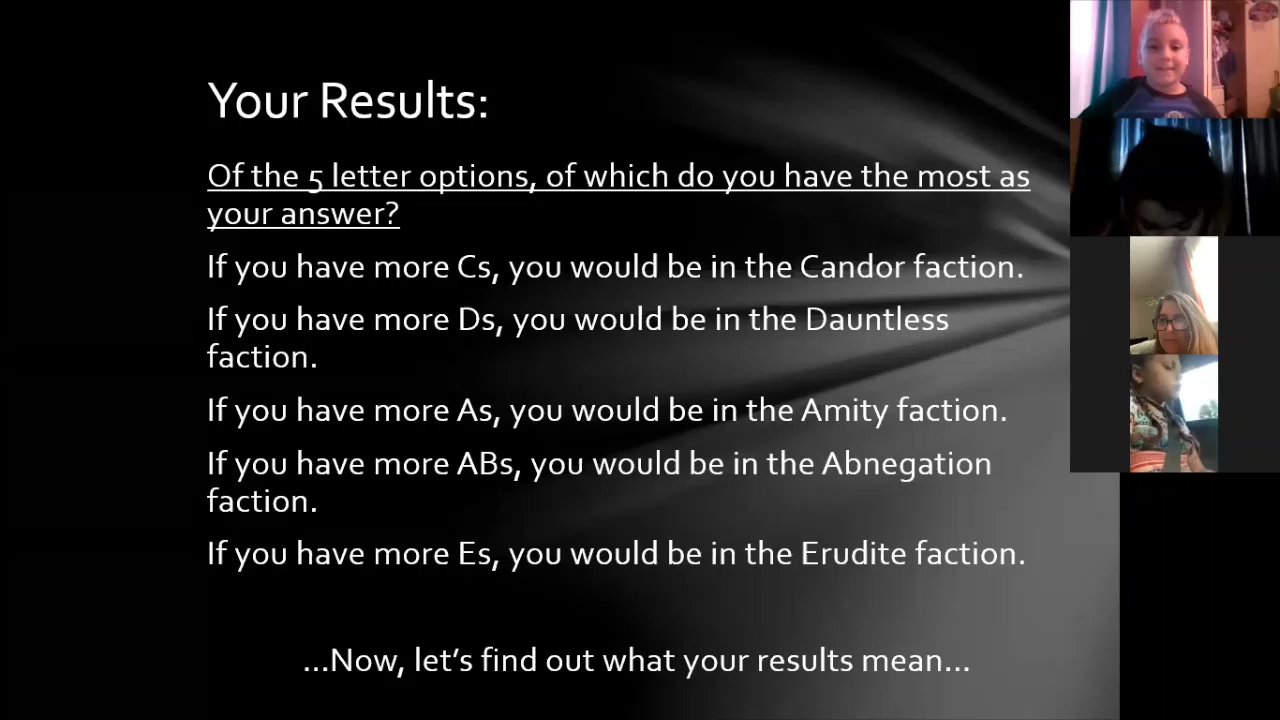 Your Results:
Of the 5 letter options, of which do you have the most as
your answer?
If you have more Cs, you would be in the Candor faction.
If you have more Ds, you would be in the Dauntless
faction.
If you have more As, you would be in the Amity faction.
If you have more ABs, you would be in the Abnegation
faction.
If you have more Es, you would be in the Erudite faction.
...Now, let's find out what your results mean...